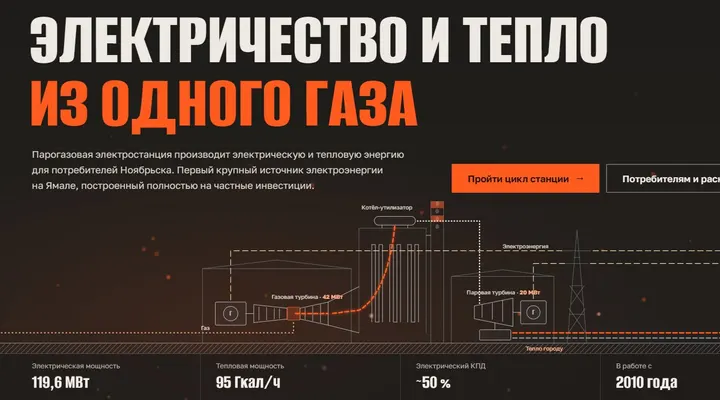 ЭЛЕКТРИЧЕСТВО И ТЕПЛО
ИЗ ОДНОГО ГАЗА
Парогазовая электростанция производит электрическую и тепловую энергию
для потребителей Ноябрьска. Первый крупный источник электроэнергии
на Ямале, построенный полностью на частные инвестиции.
Пройти цикл станции →
Потребителям и рас
Котёл-утилизатор
Электроэнергия
Газовая турбина · 42 МВт
Паровая турбина · 20 МВт
Г
Г
Газ
Тепло городу
Электрическая мощность
119,6 МВт
Тепловая мощность
95 Гкал/ч
Электрический КПД
~50 %
В работе с
2010 года